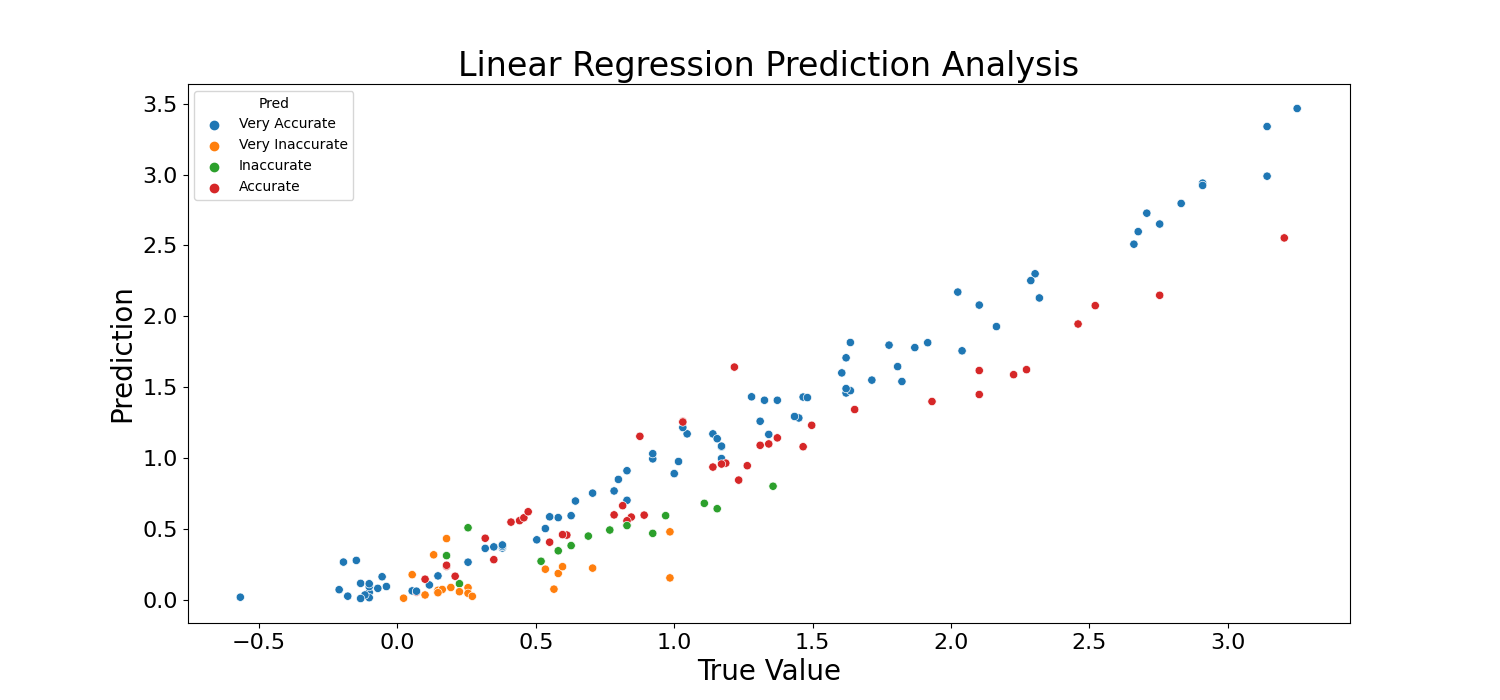 Linear Regression Prediction Analysis
Pred
Very Accurate
Very Inaccurate
Inaccurate
Accurate
3.5
3.0
2.5
2.0
1.5
1.0
0.5
0.0
Prediction
−0.5 0.0 0.5 1.0 1.5 2.0 2.5 3.0
True Value